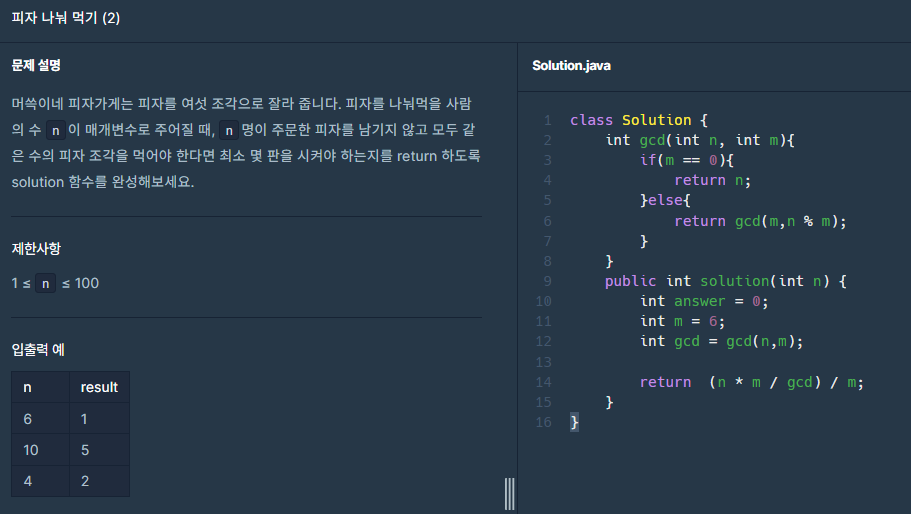 피자 나눠 먹기 (2)
문제 설명
머쓱이네 피자가게는 피자를 여섯 조각으로 잘라 줍니다. 피자를 나눠먹을 사람
의 수 n 이 매개변수로 주어질 때, n 명이 주문한 피자를 남기지 않고 모두 같
은 수의 피자 조각을 먹어야 한다면 최소 몇 판을 시켜야 하는지를 return 하도록
solution 함수를 완성해보세요.
제한사항
1 ≤ n ≤ 100
입출력 예
n result
6 1
10 5
4 2
Solution.java
1 class Solution {
2 int gcd(int n, int m){
3 if(m == 0){
4 return n;
5 }else{
6 return gcd(m,n % m);
7 }
8 }
9 public int solution(int n) {
10 int answer = 0;
11 int m = 6;
12 int gcd = gcd(n,m);
13
14 return  (n * m / gcd) / m;
15 }
16 }